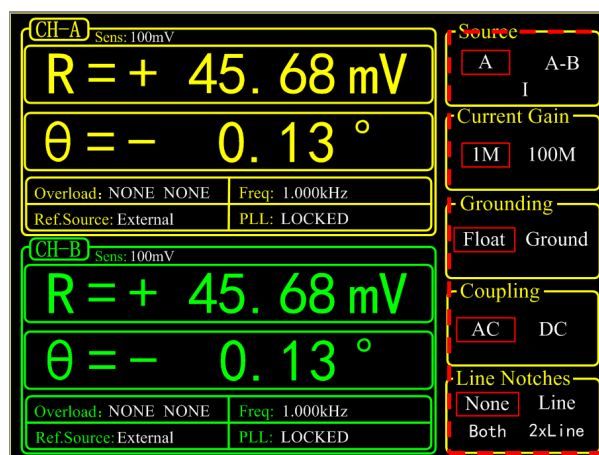 CH-A Sens: 100mV
R = + 45.68 mV
θ = - 0.13 °
Overload: NONE NONE Freq: 1.000kHz
Ref.Source: External PLL: LOCKED
CH-B Sens: 100mV
R = + 45.68 mV
θ = - 0.13 °
Overload: NONE NONE Freq: 1.000kHz
Ref.Source: External PLL: LOCKED
Source
A A-B
I
Current Gain
1M 100M
Grounding
Float Ground
Coupling
AC DC
Line Notches
None Line
Both 2xLine